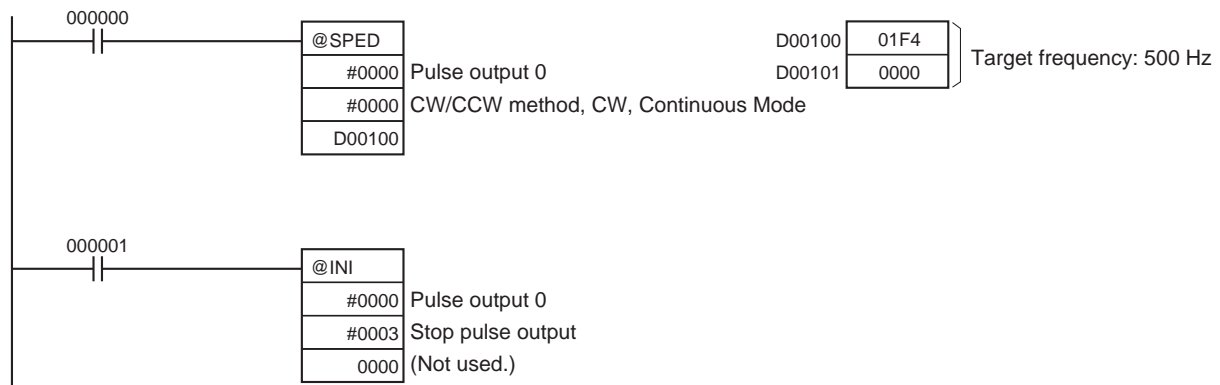 000000
@SPED
#0000 Pulse output 0
#0000 CW/CCW method, CW, Continuous Mode
D00100
D00100 01F4
D00101 0000
Target frequency: 500 Hz
000001
@INI
#0000 Pulse output 0
#0003 Stop pulse output
0000 (Not used.)